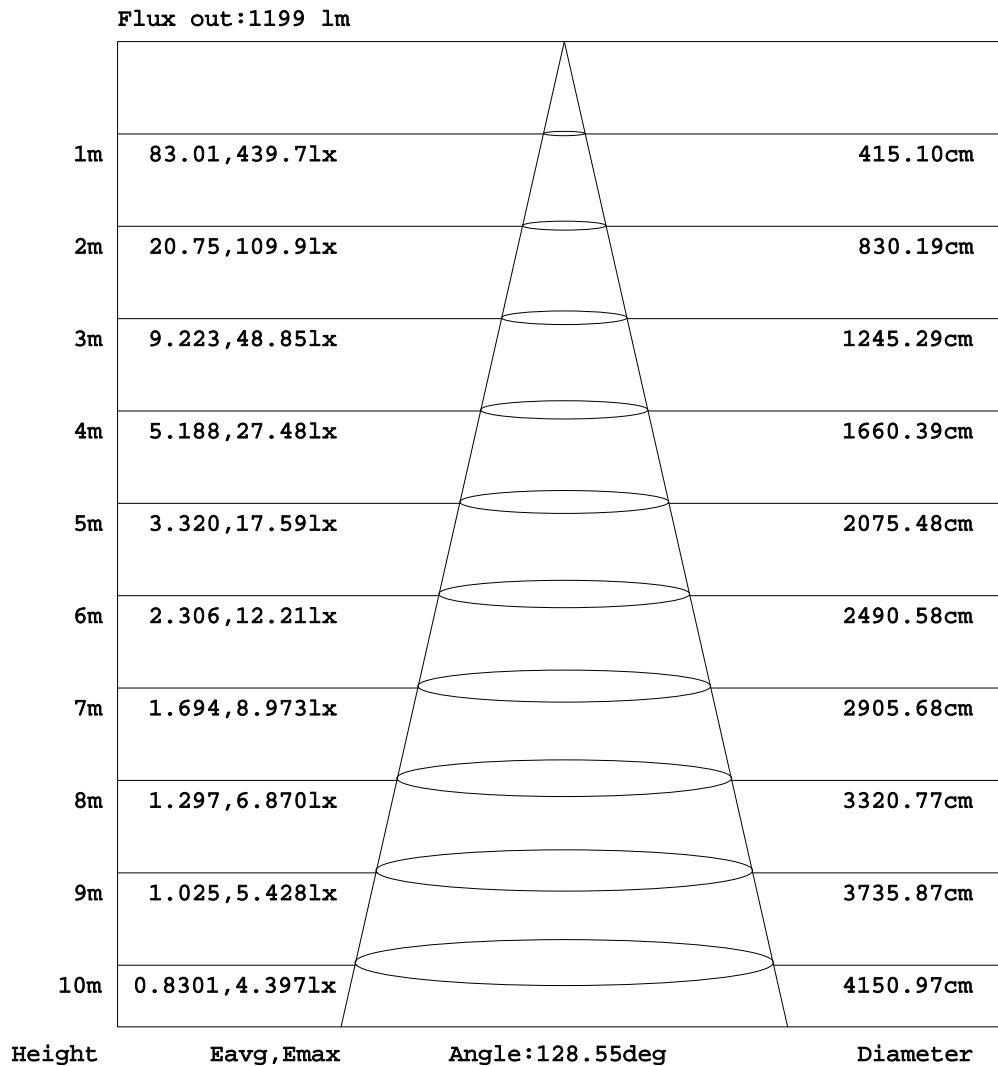 Flux out:1199 lm
1m 83.01,439.7lx 415.10cm
2m 20.75,109.9lx 830.19cm
3m 9.223,48.85lx 1245.29cm
4m 5.188,27.48lx 1660.39cm
5m 3.320,17.59lx 2075.48cm
6m 2.306,12.21lx 2490.58cm
7m 1.694,8.973lx 2905.68cm
8m 1.297,6.870lx 3320.77cm
9m 1.025,5.428lx 3735.87cm
10m 0.8301,4.397lx 4150.97cm
Height Eavg,Emax Angle:128.55deg Diameter